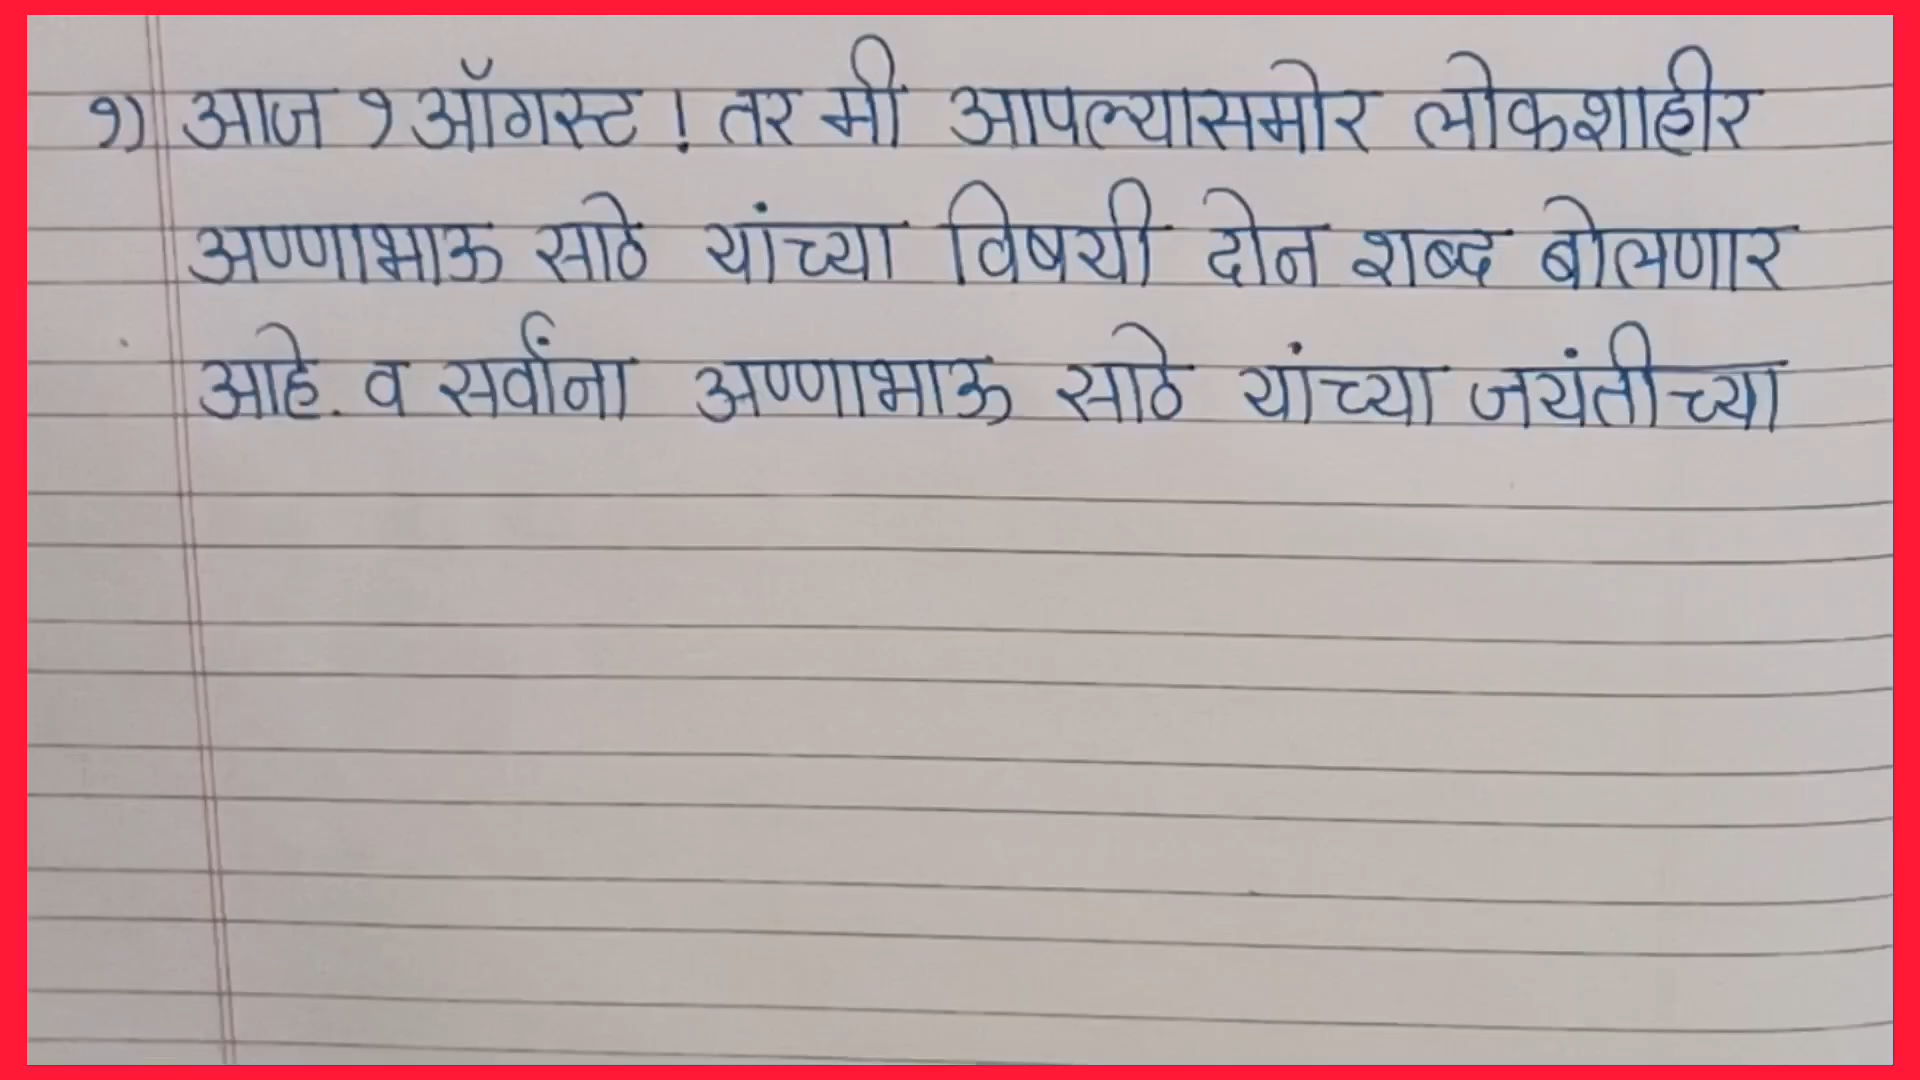 १) आज १ ऑगस्ट ! तर मी आपल्यासमोर लोकशाहीर
अण्णाभाऊ साठे यांच्या विषयी दोन शब्द बोलणार
आहे. व सर्वांना अण्णाभाऊ साठे यांच्या जयंतीच्या